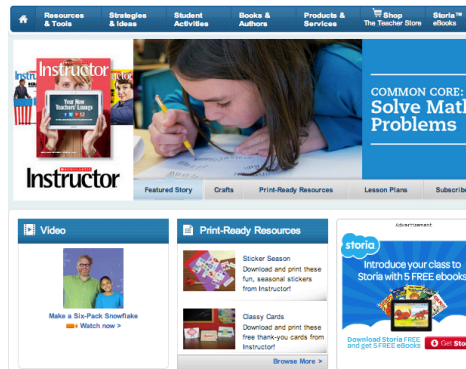 Resources & Tools
Strategies & Ideas
Student Activities
Books & Authors
Products & Services
Shop The Teacher Store
Storia™ eBooks
Instructor
Your New Teachers' Lounge
COMMON CORE:
Solve Mat
Problems
SCHOLASTIC
Instructor
Featured Story
Crafts
Print-Ready Resources
Lesson Plans
Subscribe
Video
Make a Six-Pack Snowflake
Watch now >
Print-Ready Resources
Sticker Season
Download and print these
fun, seasonal stickers
from Instructor!
Classy Cards
Download and print these
free thank-you cards from
Instructor!
Browse More >
Advertisement
storia
Introduce your class to
Storia with 5 FREE ebooks
Download Storia FREE
and get 5 FREE eBooks
Get Sto